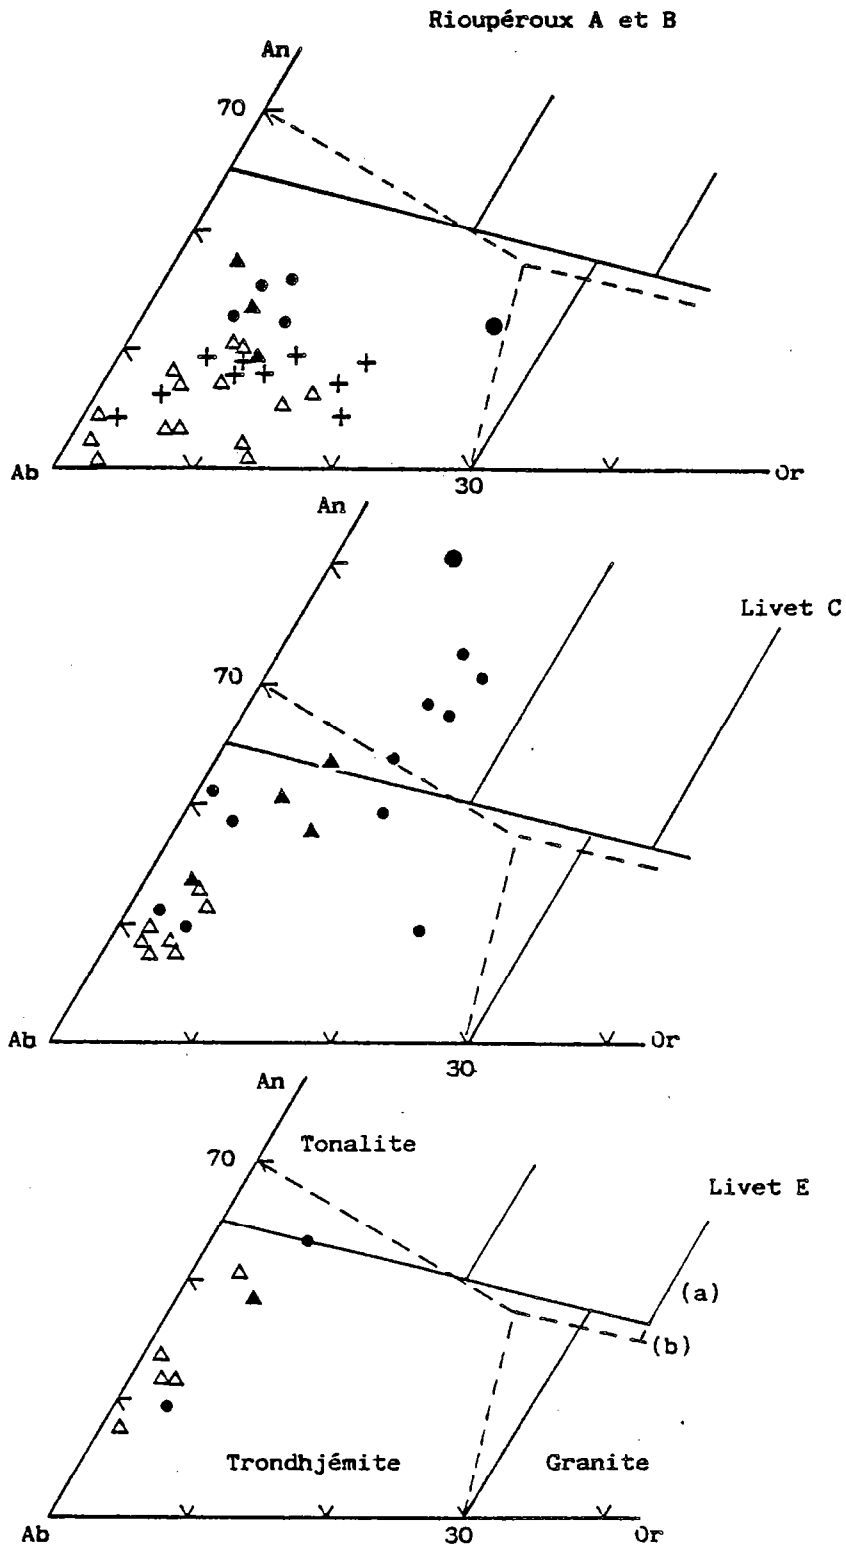 Rioupéroux A et B
An
70
Ab
30
Or
An
Livet C
70
Ab
30
Or
An
Tonalite
70
Livet E
(a)
(b)
Trondhjémite
Granite
Ab
30
Or